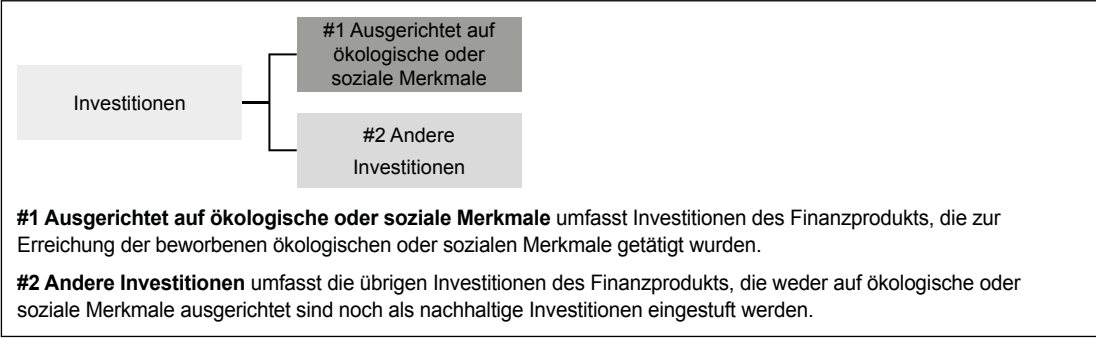 #1 Ausgerichtet auf
ökologische oder
soziale Merkmale
Investitionen
#2 Andere
Investitionen
#1 Ausgerichtet auf ökologische oder soziale Merkmale umfasst Investitionen des Finanzprodukts, die zur
Erreichung der beworbenen ökologischen oder sozialen Merkmale getätigt wurden.
#2 Andere Investitionen umfasst die übrigen Investitionen des Finanzprodukts, die weder auf ökologische oder
soziale Merkmale ausgerichtet sind noch als nachhaltige Investitionen eingestuft werden.